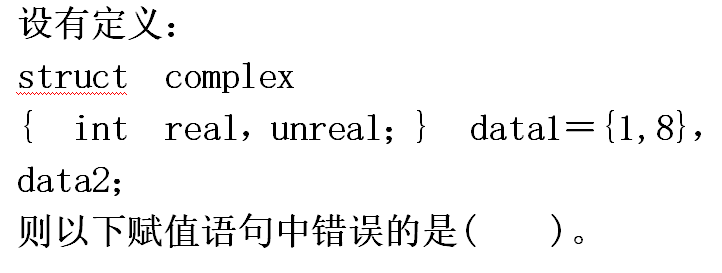 设有定义:
struct complex
{ int real, unreal; } data1={1,8},
data2;
则以下赋值语句中错误的是( )。